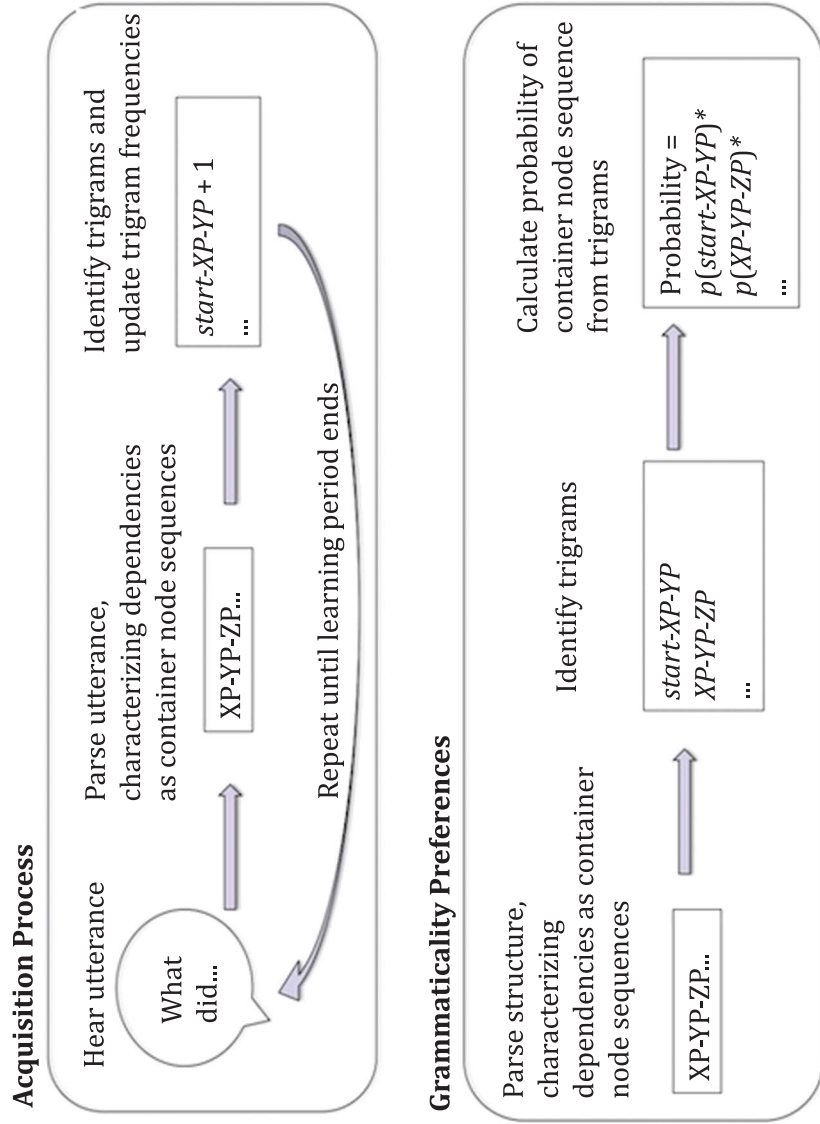 Acquisition Process
Hear utterance
What
did...
Parse utterance,
characterizing dependencies
as container node sequences
XP-YP-ZP...
Identify trigrams and
update trigram frequencies
start-XP-YP + 1
...
Repeat until learning period ends
Grammaticality Preferences
Parse structure,
characterizing
dependencies as container
node sequences
XP-YP-ZP...
Identify trigrams
start-XP-YP
XP-YP-ZP
...
Calculate probability of
container node sequence
from trigrams
Probability =
p(start-XP-YP)*
p(XP-YP-ZP)*
...